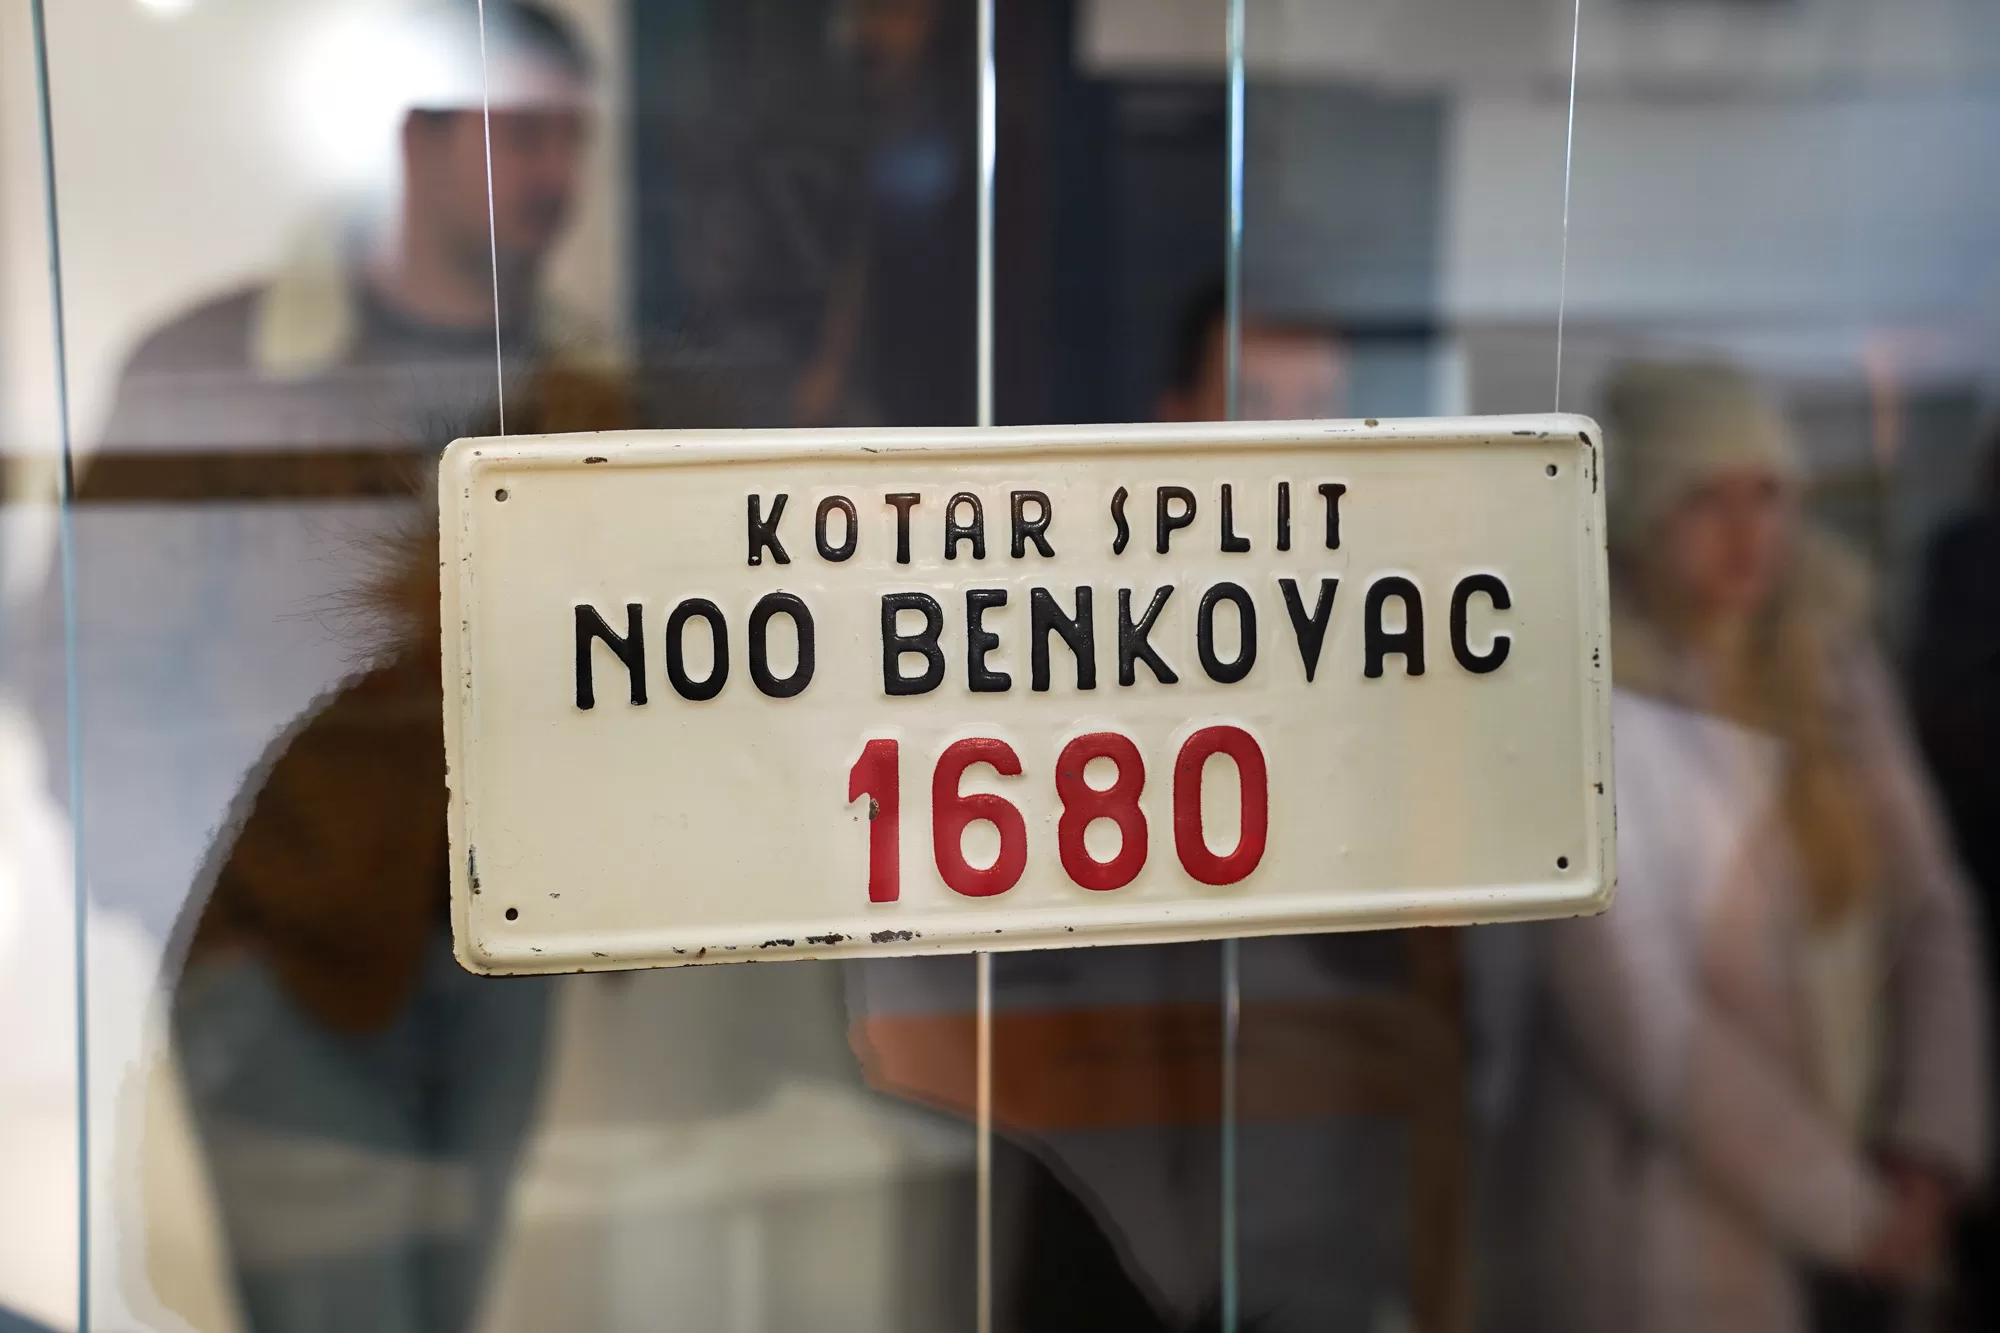 KOTAR SPLIT
NOO BENKOVAC
1680